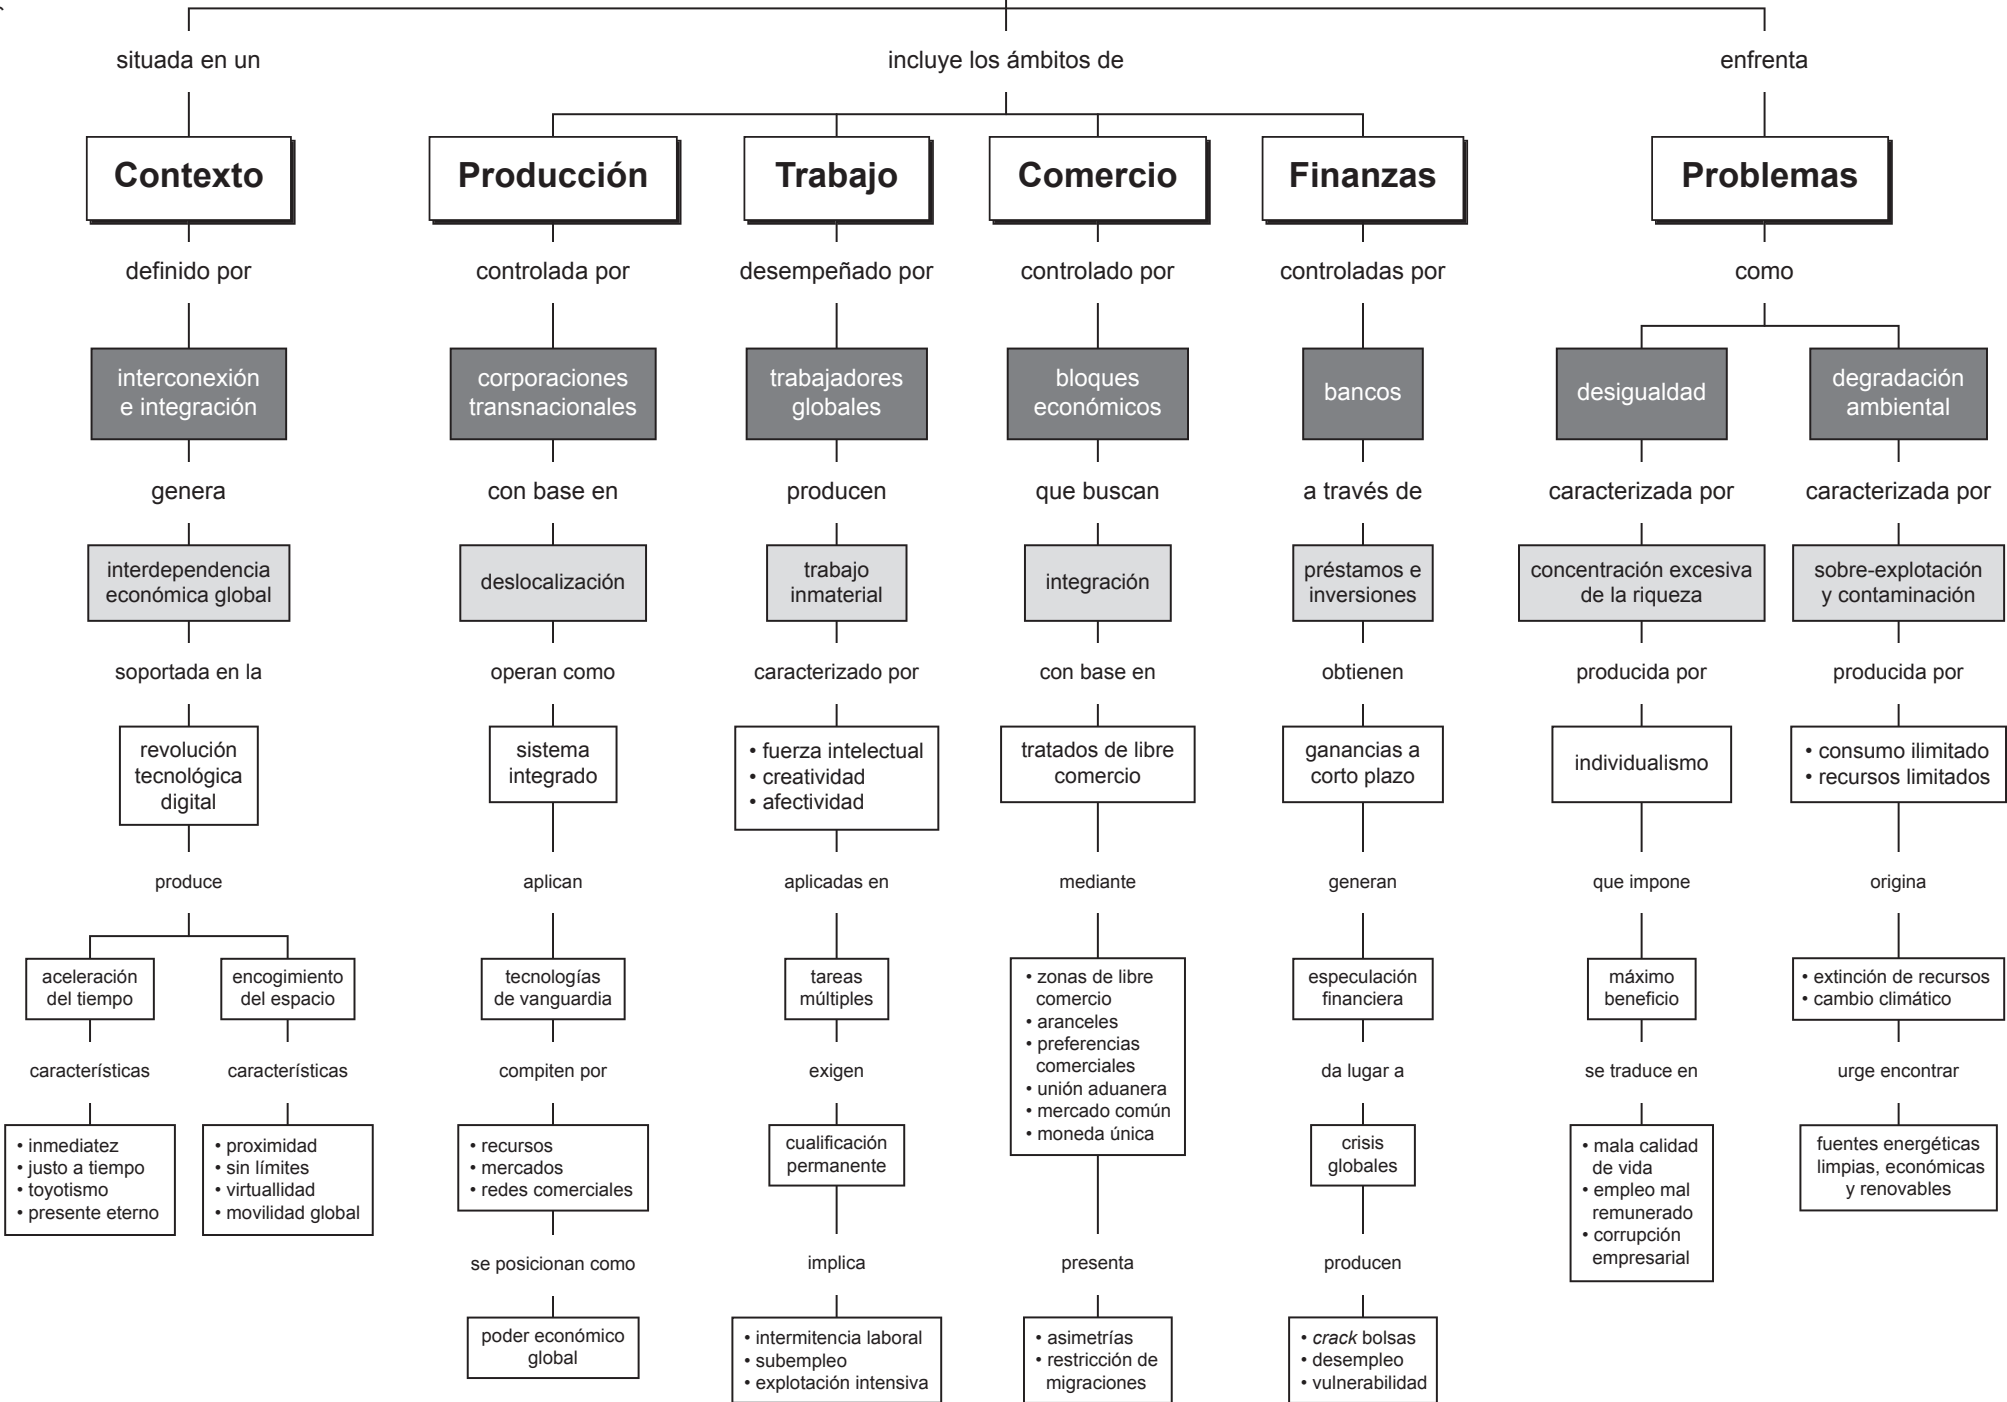 situada en un
incluye los ámbitos de
enfrenta
Contexto
Producción
Trabajo
Comercio
Finanzas
Problemas
definido por
controlada por
desempeñado por
controlado por
controladas por
como
interconexión
e integración
corporaciones
transnacionales
trabajadores
globales
bloques
económicos
bancos
desigualdad
degradación
ambiental
genera
con base en
producen
que buscan
a través de
caracterizada por
caracterizada por
interdependencia
económica global
deslocalización
trabajo
inmaterial
integración
préstamos e
inversiones
concentración excesiva
de la riqueza
sobre-explotación
y contaminación
soportada en la
operan como
caracterizado por
con base en
obtienen
producida por
producida por
revolución
tecnológica
digital
sistema
integrado
• fuerza intelectual
• creatividad
• afectividad
tratados de libre
comercio
ganancias a
corto plazo
individualismo
• consumo ilimitado
• recursos limitados
produce
aplican
aplicadas en
mediante
generan
que impone
origina
aceleración
del tiempo
encogimiento
del espacio
tecnologías
de vanguardia
tareas
múltiples
• zonas de libre
comercio
• aranceles
• preferencias
comerciales
• unión aduanera
• mercado común
• moneda única
especulación
financiera
máximo
beneficio
• extinción de recursos
• cambio climático
características
características
compiten por
exigen
da lugar a
se traduce en
urge encontrar
• inmediatez
• justo a tiempo
• toyotismo
• presente eterno
• proximidad
• sin límites
• virtuallidad
• movilidad global
• recursos
• mercados
• redes comerciales
cualificación
permanente
crisis
globales
• mala calidad
de vida
• empleo mal
remunerado
• corrupción
empresarial
fuentes energéticas
limpias, económicas
y renovables
se posicionan como
implica
presenta
producen
poder económico
global
• intermitencia laboral
• subempleo
• explotación intensiva
• asimetrías
• restricción de
migraciones
• crack bolsas
• desempleo
• vulnerabilidad